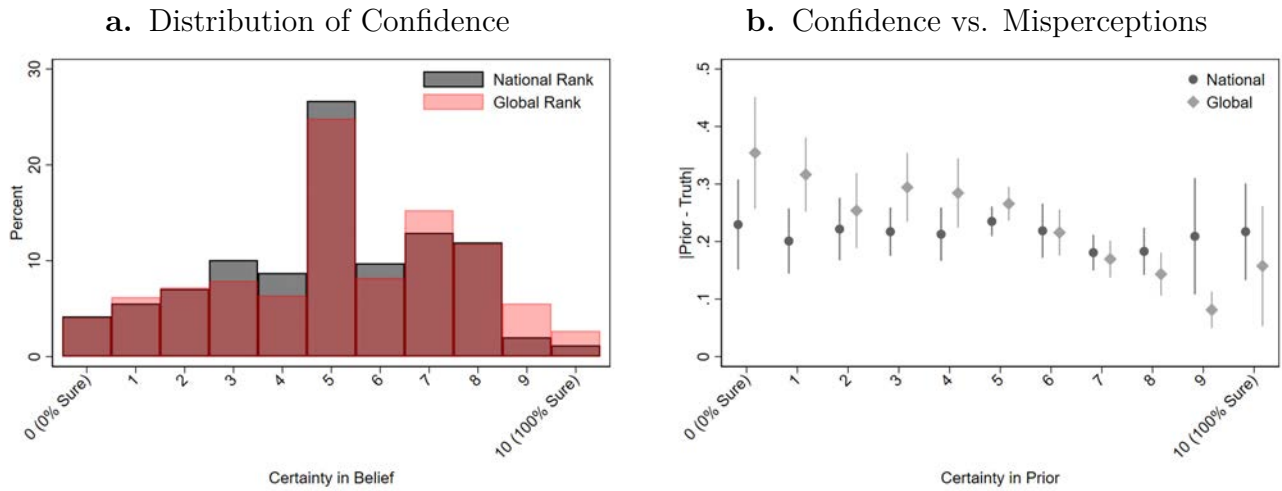 a. Distribution of Confidence
30
20
10
0
Percent
National Rank
Global Rank
0 (0% Sure)
1
2
3
4
5
6
7
8
9
10 (100% Sure)
Certainty in Belief
b. Confidence vs. Misperceptions
.5
.4
.3
.2
.1
0
|Prior - Truth|
National
Global
0 (0% Sure)
1
2
3
4
5
6
7
8
9
10 (100% Sure)
Certainty in Prior